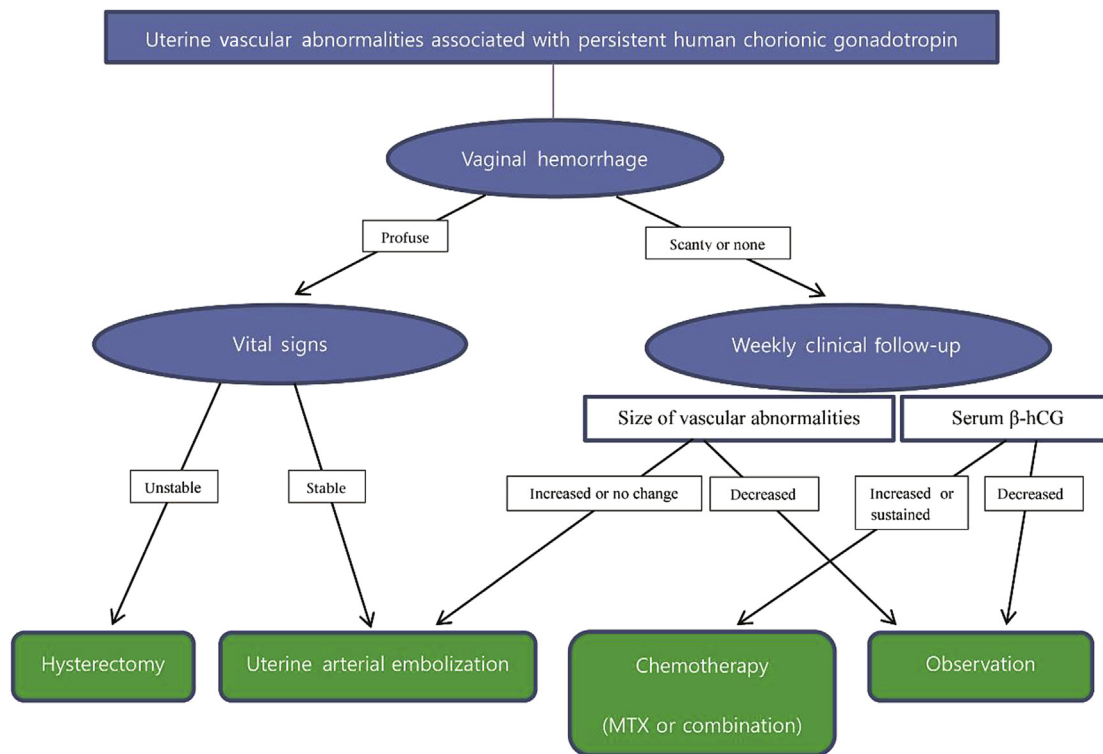 Uterine vascular abnormalities associated with persistent human chorionic gonadotropin
Vaginal hemorrhage
Profuse
Scanty or none
Vital signs
Weekly clinical follow-up
Size of vascular abnormalities
Serum β-hCG
Unstable
Stable
Increased or no change
Decreased
Increased or
sustained
Decreased
Hysterectomy
Uterine arterial embolization
Chemotherapy
(MTX or combination)
Observation